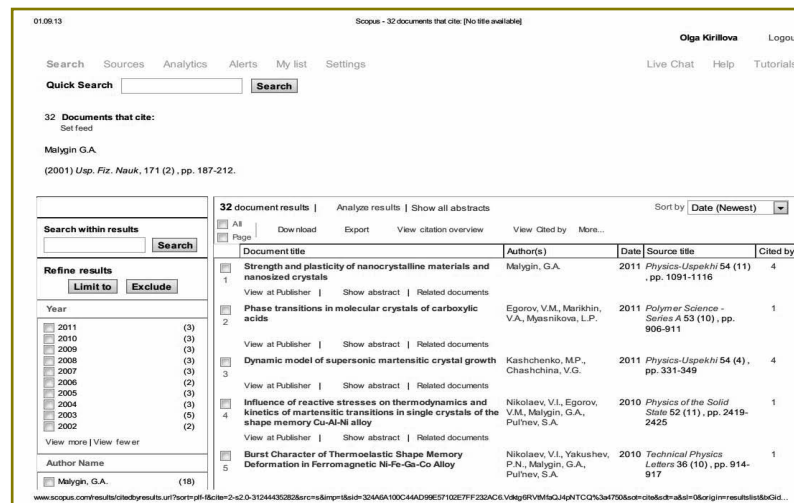 01.09.13
Scopus - 32 documents that cite: [No title available]
Olga Kirillova Logou
Search Sources Analytics Alerts My list Settings
Live Chat Help Tutorials
Quick Search
Search
32 Documents that cite:
Set feed
Malygin G.A.
(2001) Usp. Fiz. Nauk, 171 (2) , pp. 187-212.
Search within results
Search
Refine results
Limit to Exclude
Year
2011 (3)
2010 (3)
2009 (3)
2008 (3)
2007 (3)
2006 (2)
2005 (3)
2004 (3)
2003 (5)
2002 (2)
View more | View fewer
Author Name
Malygin, G.A. (18)
32 document results | Analyze results | Show all abstracts
Sort by Date (Newest)
All
Page
Download Export View citation overview View Cited by More...
Document title Author(s) Date Source title Cited by
1
Strength and plasticity of nanocrystalline materials and
nanosized crystals
Malygin, G.A.
2011
Physics-Uspekhi 54 (11)
, pp. 1091-1116
4
View at Publisher | Show abstract | Related documents
2
Phase transitions in molecular crystals of carboxylic
acids
Egorov, V.M., Marikhin,
V.A., Myasnikova, L.P.
2011
Polymer Science -
Series A 53 (10) , pp.
906-911
1
View at Publisher | Show abstract | Related documents
3
Dynamic model of supersonic martensitic crystal growth
Kashchenko, M.P.,
Chashchina, V.G.
2011
Physics-Uspekhi 54 (4) ,
pp. 331-349
4
View at Publisher | Show abstract | Related documents
4
Influence of reactive stresses on thermodynamics and
kinetics of martensitic transitions in single crystals of the
shape memory Cu-Al-Ni alloy
Nikolaev, V.I., Egorov,
V.M., Malygin, G.A.,
Pul'nev, S.A.
2010
Physics of the Solid
State 52 (11) , pp. 2419-
2425
1
View at Publisher | Show abstract | Related documents
5
Burst Character of Thermoelastic Shape Memory
Deformation in Ferromagnetic Ni-Fe-Ga-Co Alloy
Nikolaev, V.I., Yakushev,
P.N., Malygin, G.A.,
Pul'nev, S.A.
2010
Technical Physics
Letters 36 (10) , pp. 914-
917
1